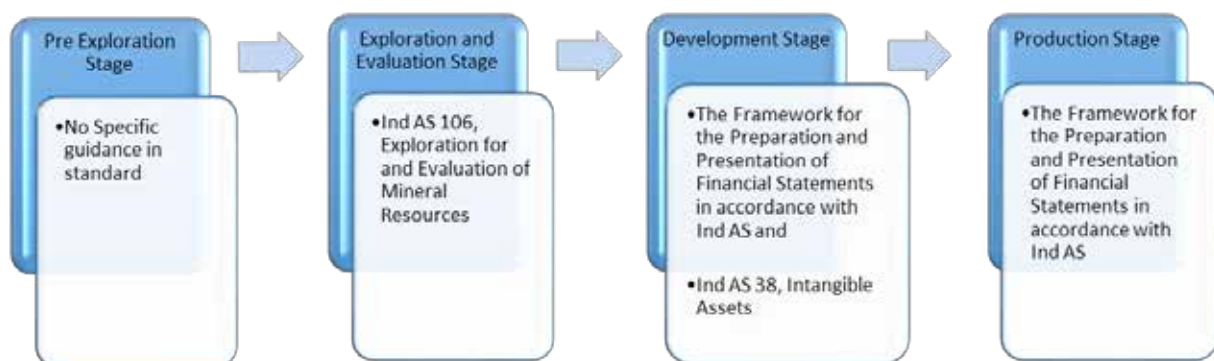 Pre Exploration
Stage
•No Specific
guidance in
standard
Exploration and
Evaluation Stage
•Ind AS 106,
Exploration for
and Evaluation of
Mineral
Resources
Development Stage
•The Framework for
the Preparation and
Presentation of
Financial Statements
in accordance with
Ind AS and
•Ind AS 38, Intangible
Assets
Production Stage
•The Framework for
the Preparation
and Presentation
of Financial
Statements in
accordance with
Ind AS